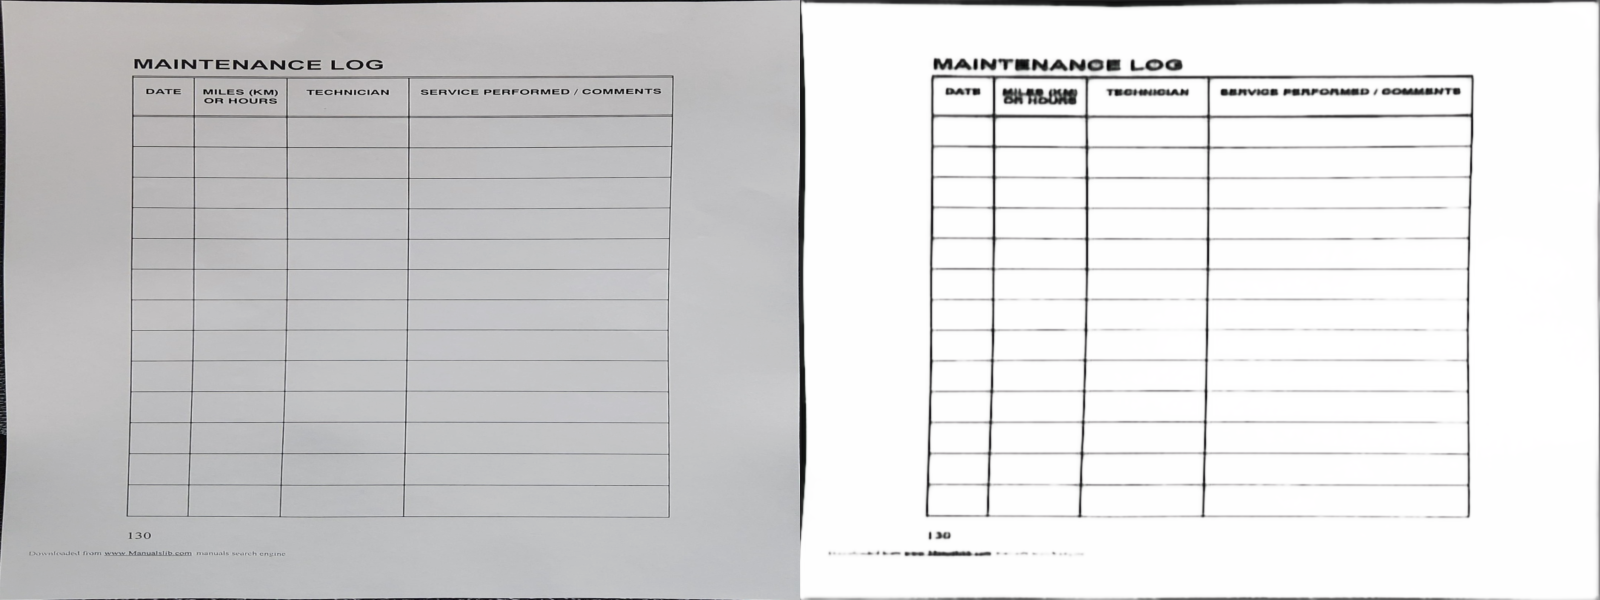 MAINTENANCE LOG
DATE
MILES (KM)
OR HOURS
TECHNICIAN
SERVICE PERFORMED / COMMENTS
130
Downloaded from www.Manualslib.com manuals search engine
MAINTENANCE LOG
DATE
MILES (KM)
OR HOURS
TECHNICIAN
SERVICE PERFORMED / COMMENTS
130